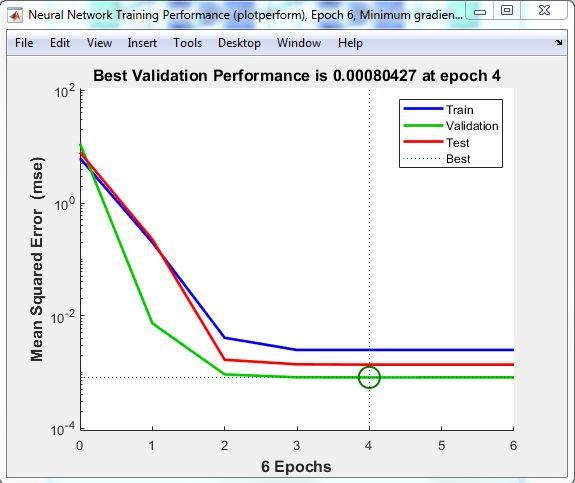 Neural Network Training Performance (plotperform), Epoch 6, Minimum gradien...
File Edit View Insert Tools Desktop Window Help
Best Validation Performance is 0.00080427 at epoch 4
Train
Validation
Test
Best
Mean Squared Error (mse)
10^2
10^0
10^-2
10^-4
0 1 2 3 4 5 6
6 Epochs